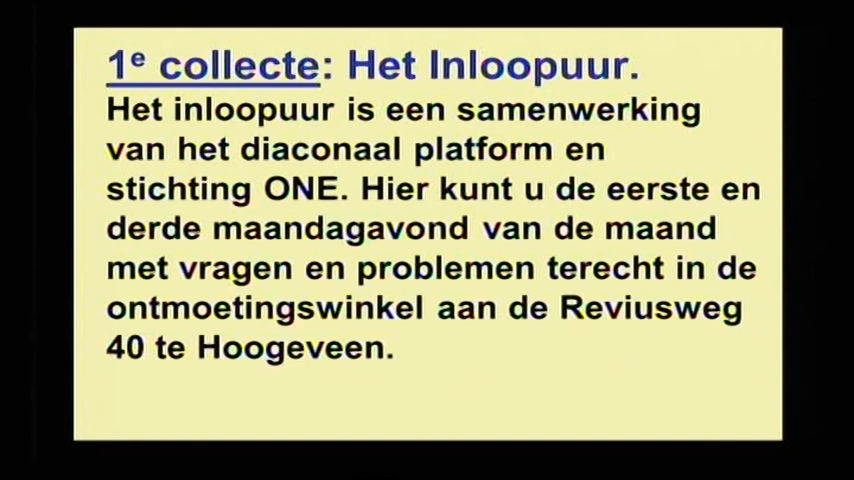 1e collecte: Het Inloopuur.
Het inloopuur is een samenwerking
van het diaconaal platform en
stichting ONE. Hier kunt u de eerste en
derde maandagavond van de maand
met vragen en problemen terecht in de
ontmoetingswinkel aan de Reviusweg
40 te Hoogeveen.